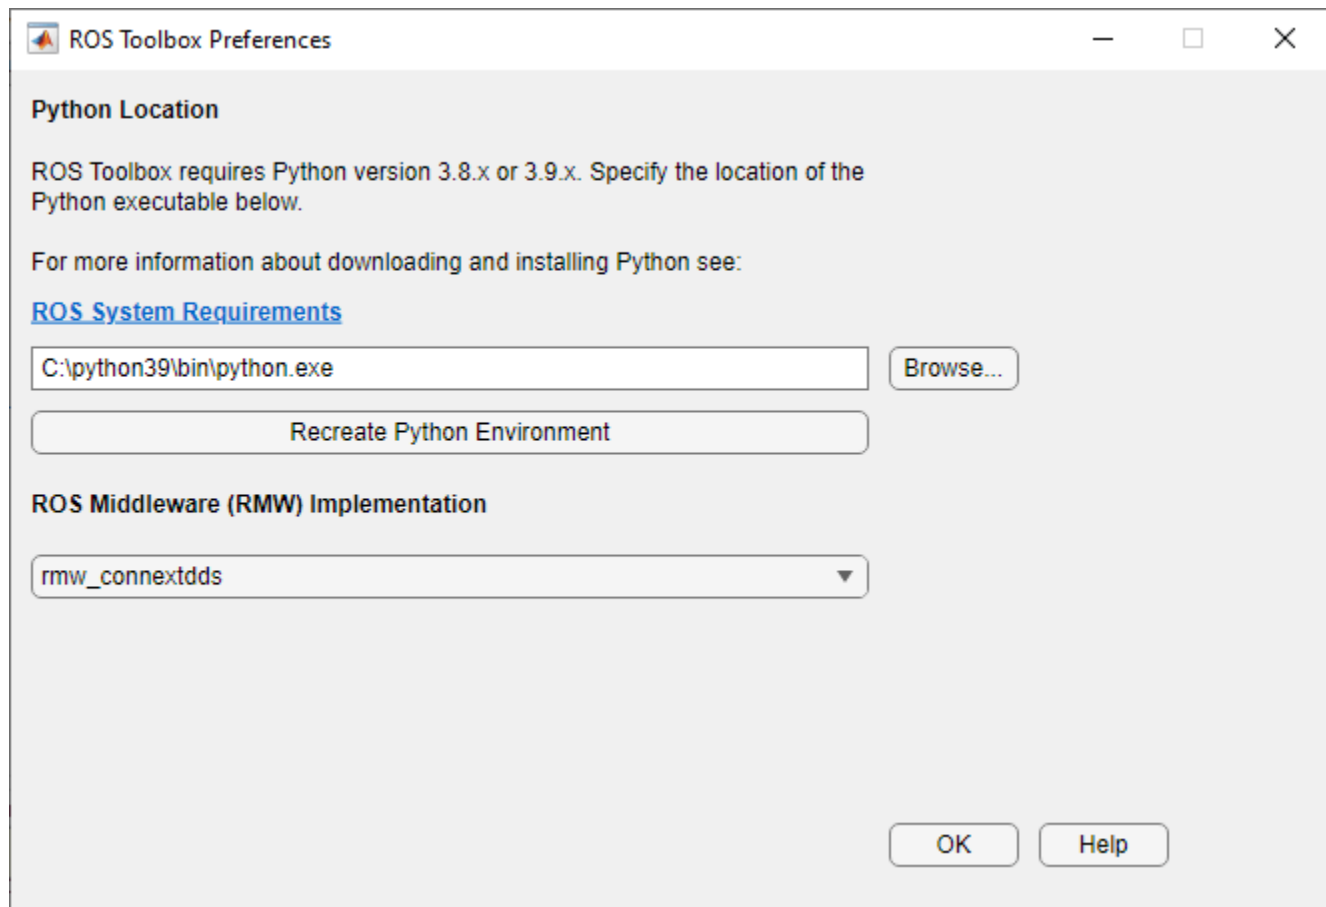 ROS Toolbox Preferences
Python Location
ROS Toolbox requires Python version 3.8.x or 3.9.x. Specify the location of the
Python executable below.
For more information about downloading and installing Python see:
ROS System Requirements
C:\python39\bin\python.exe
Browse...
Recreate Python Environment
ROS Middleware (RMW) Implementation
rmw_connextdds
OK
Help